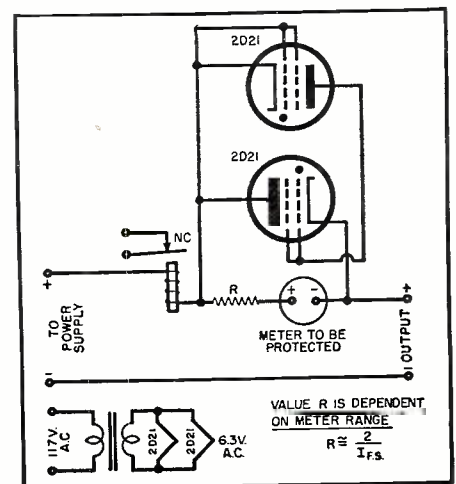 2D21
2D21
NC
+
R
+ -
+
TO POWER SUPPLY
METER TO BE PROTECTED
OUTPUT
-
-
117V. A.C.
2D21
2D21
6.3V. A.C.
VALUE R IS DEPENDENT
ON METER RANGE
R ≅ 2 / I F.S.